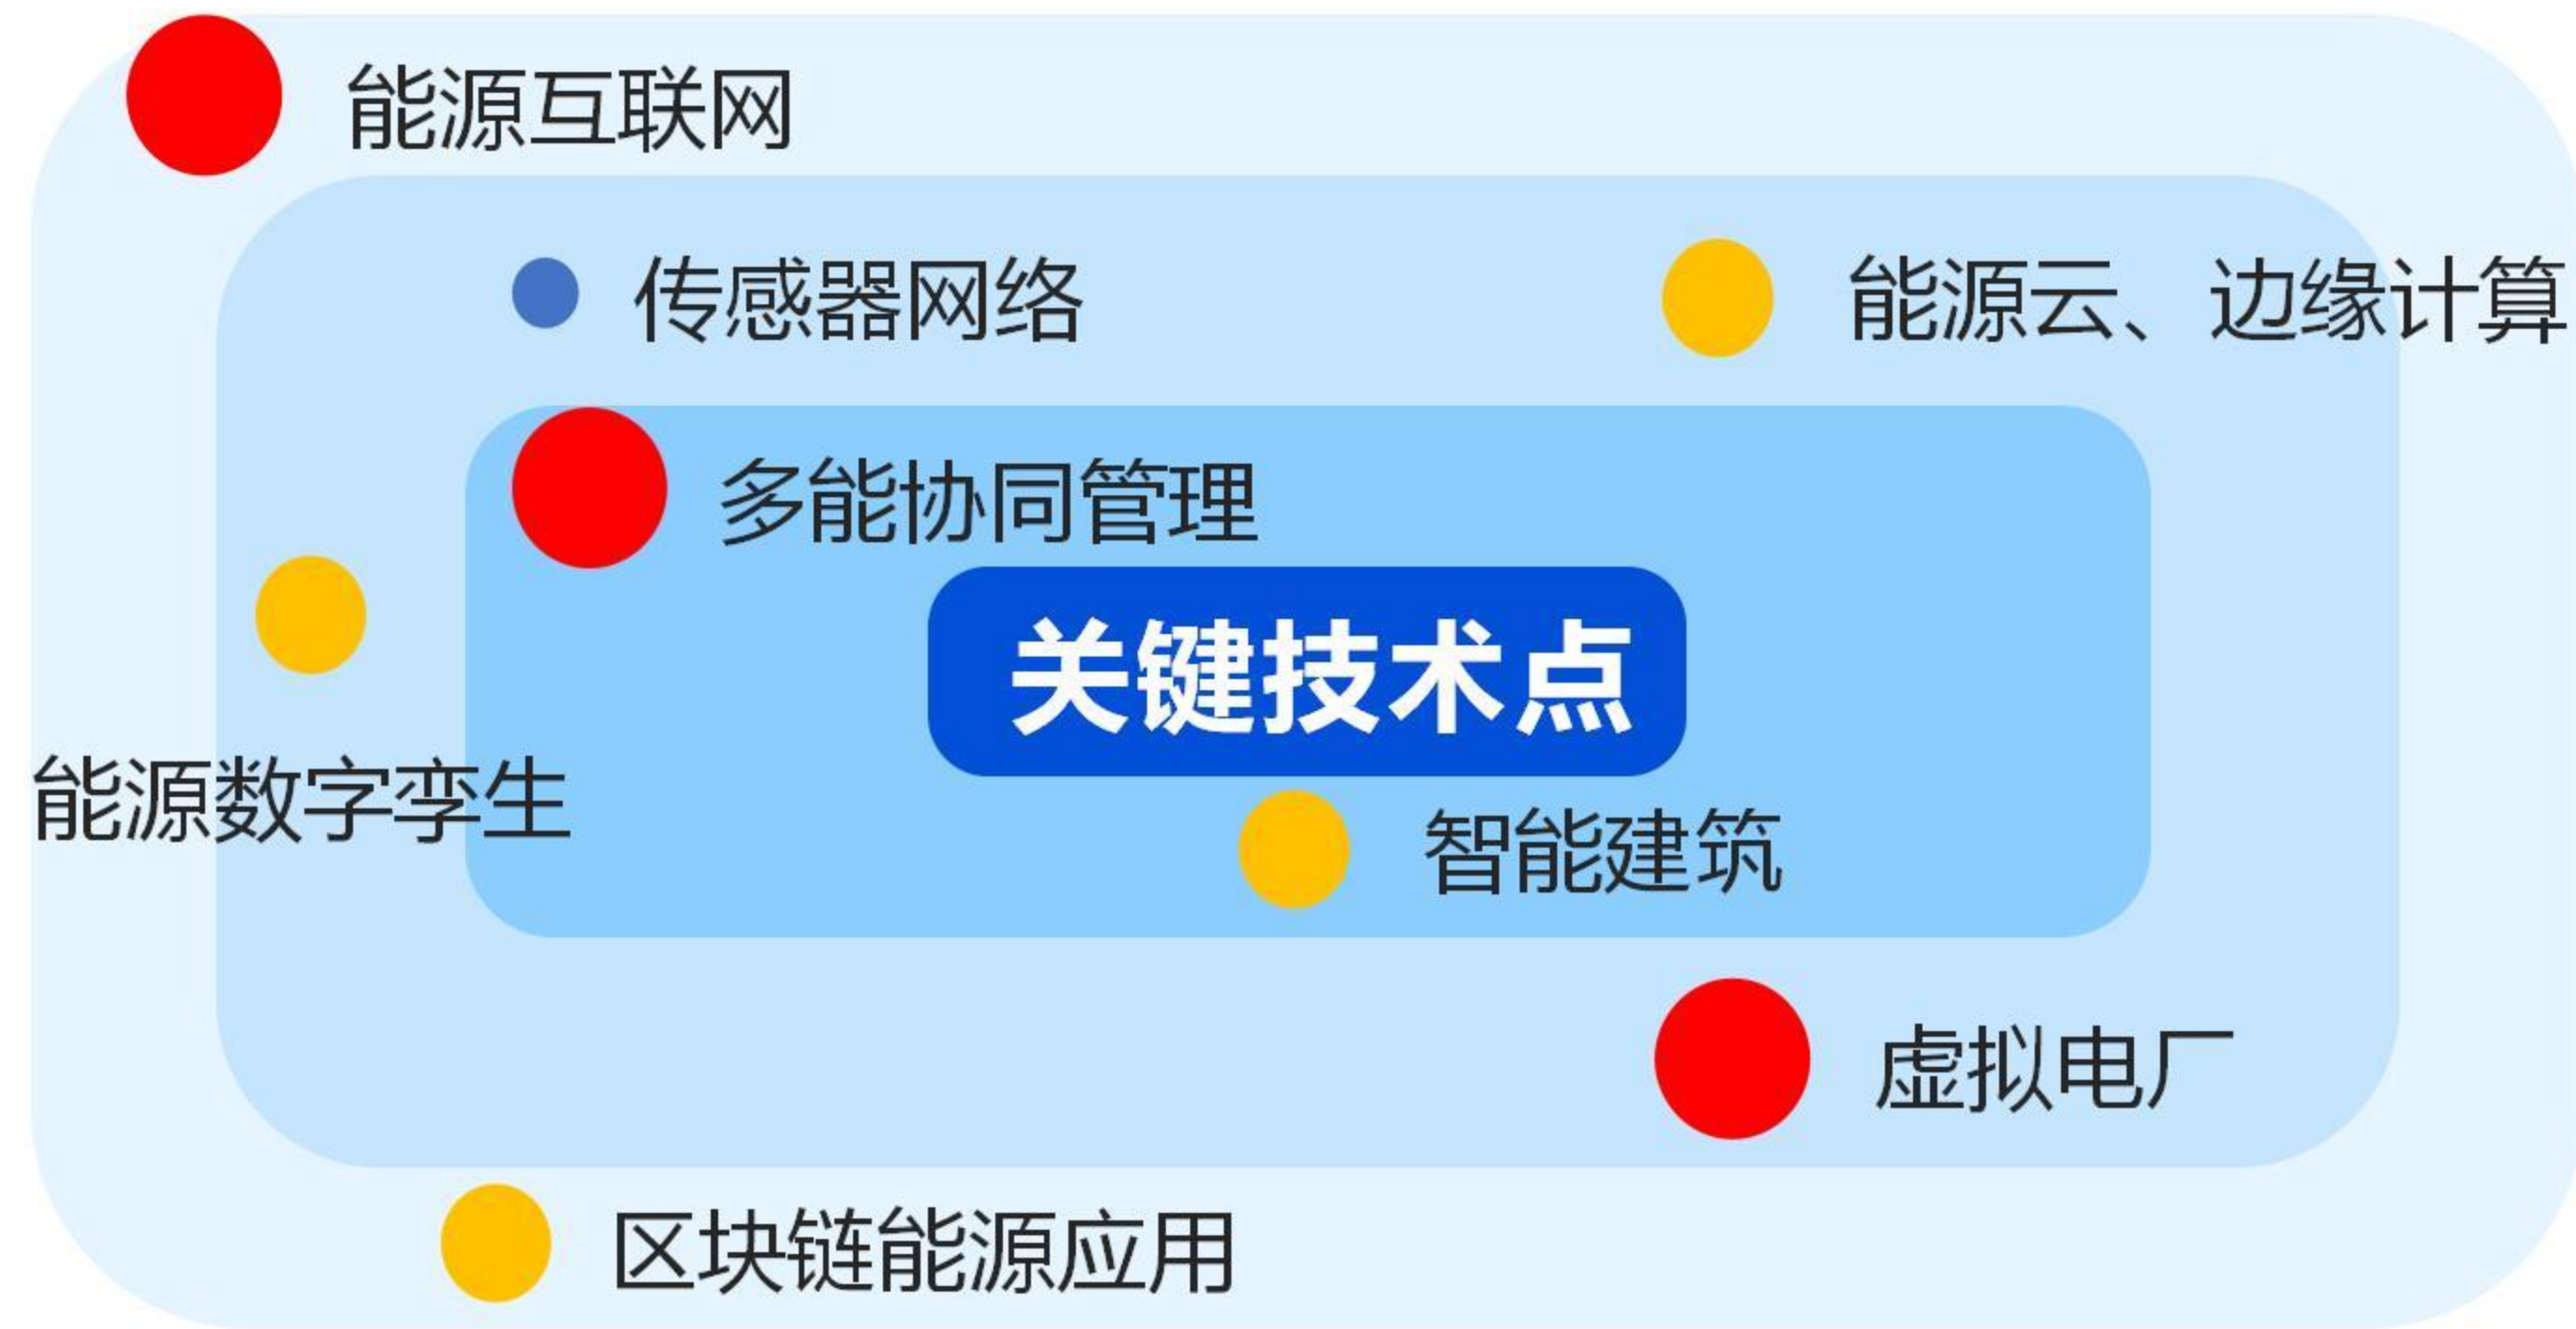 能源互联网
传感器网络
能源云、边缘计算
多能协同管理
关键技术点
能源数字孪生
智能建筑
虚拟电厂
区块链能源应用